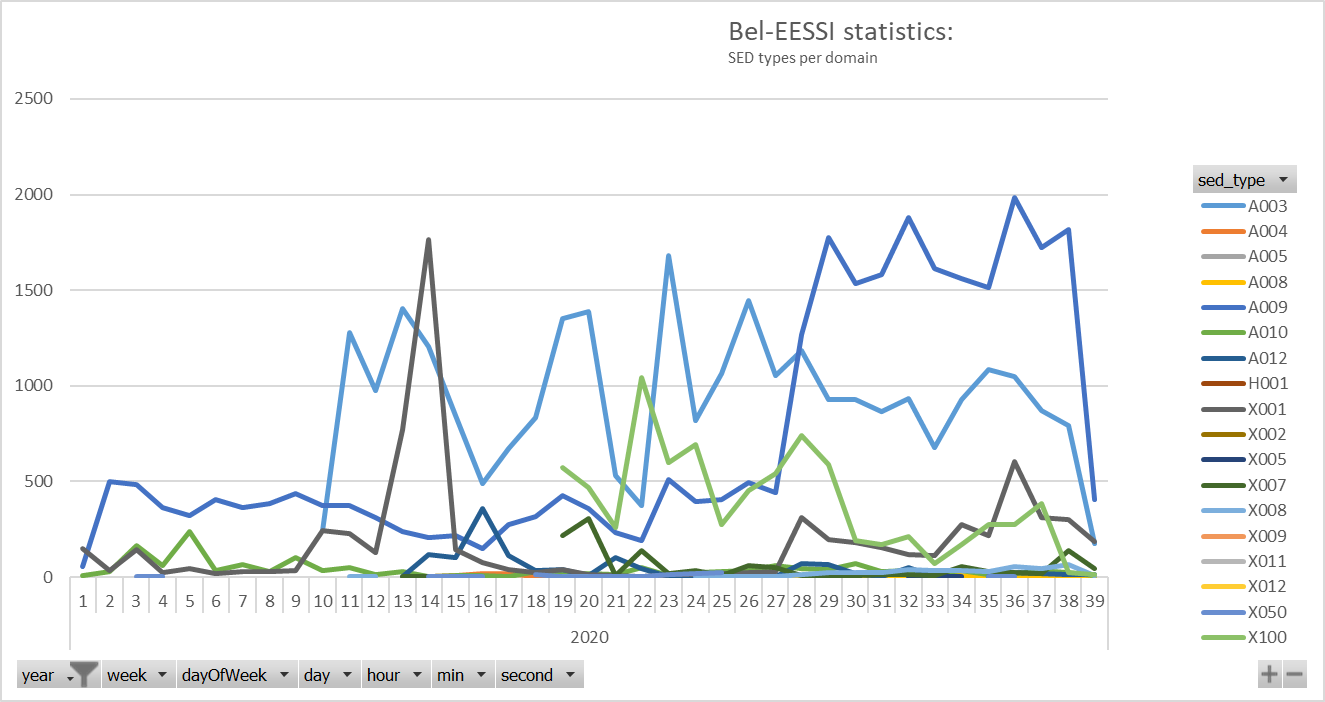 Bel-EESSI statistics:
SED types per domain
2500
2000
1500
1000
500
0
1 2 3 4 5 6 7 8 9 10 11 12 13 14 15 16 17 18 19 20 21 22 23 24 25 26 27 28 29 30 31 32 33 34 35 36 37 38 39
2020
sed_type
A003
A004
A005
A008
A009
A010
A012
H001
X001
X002
X005
X007
X008
X009
X011
X012
X050
X100
year week dayOfWeek day hour min second